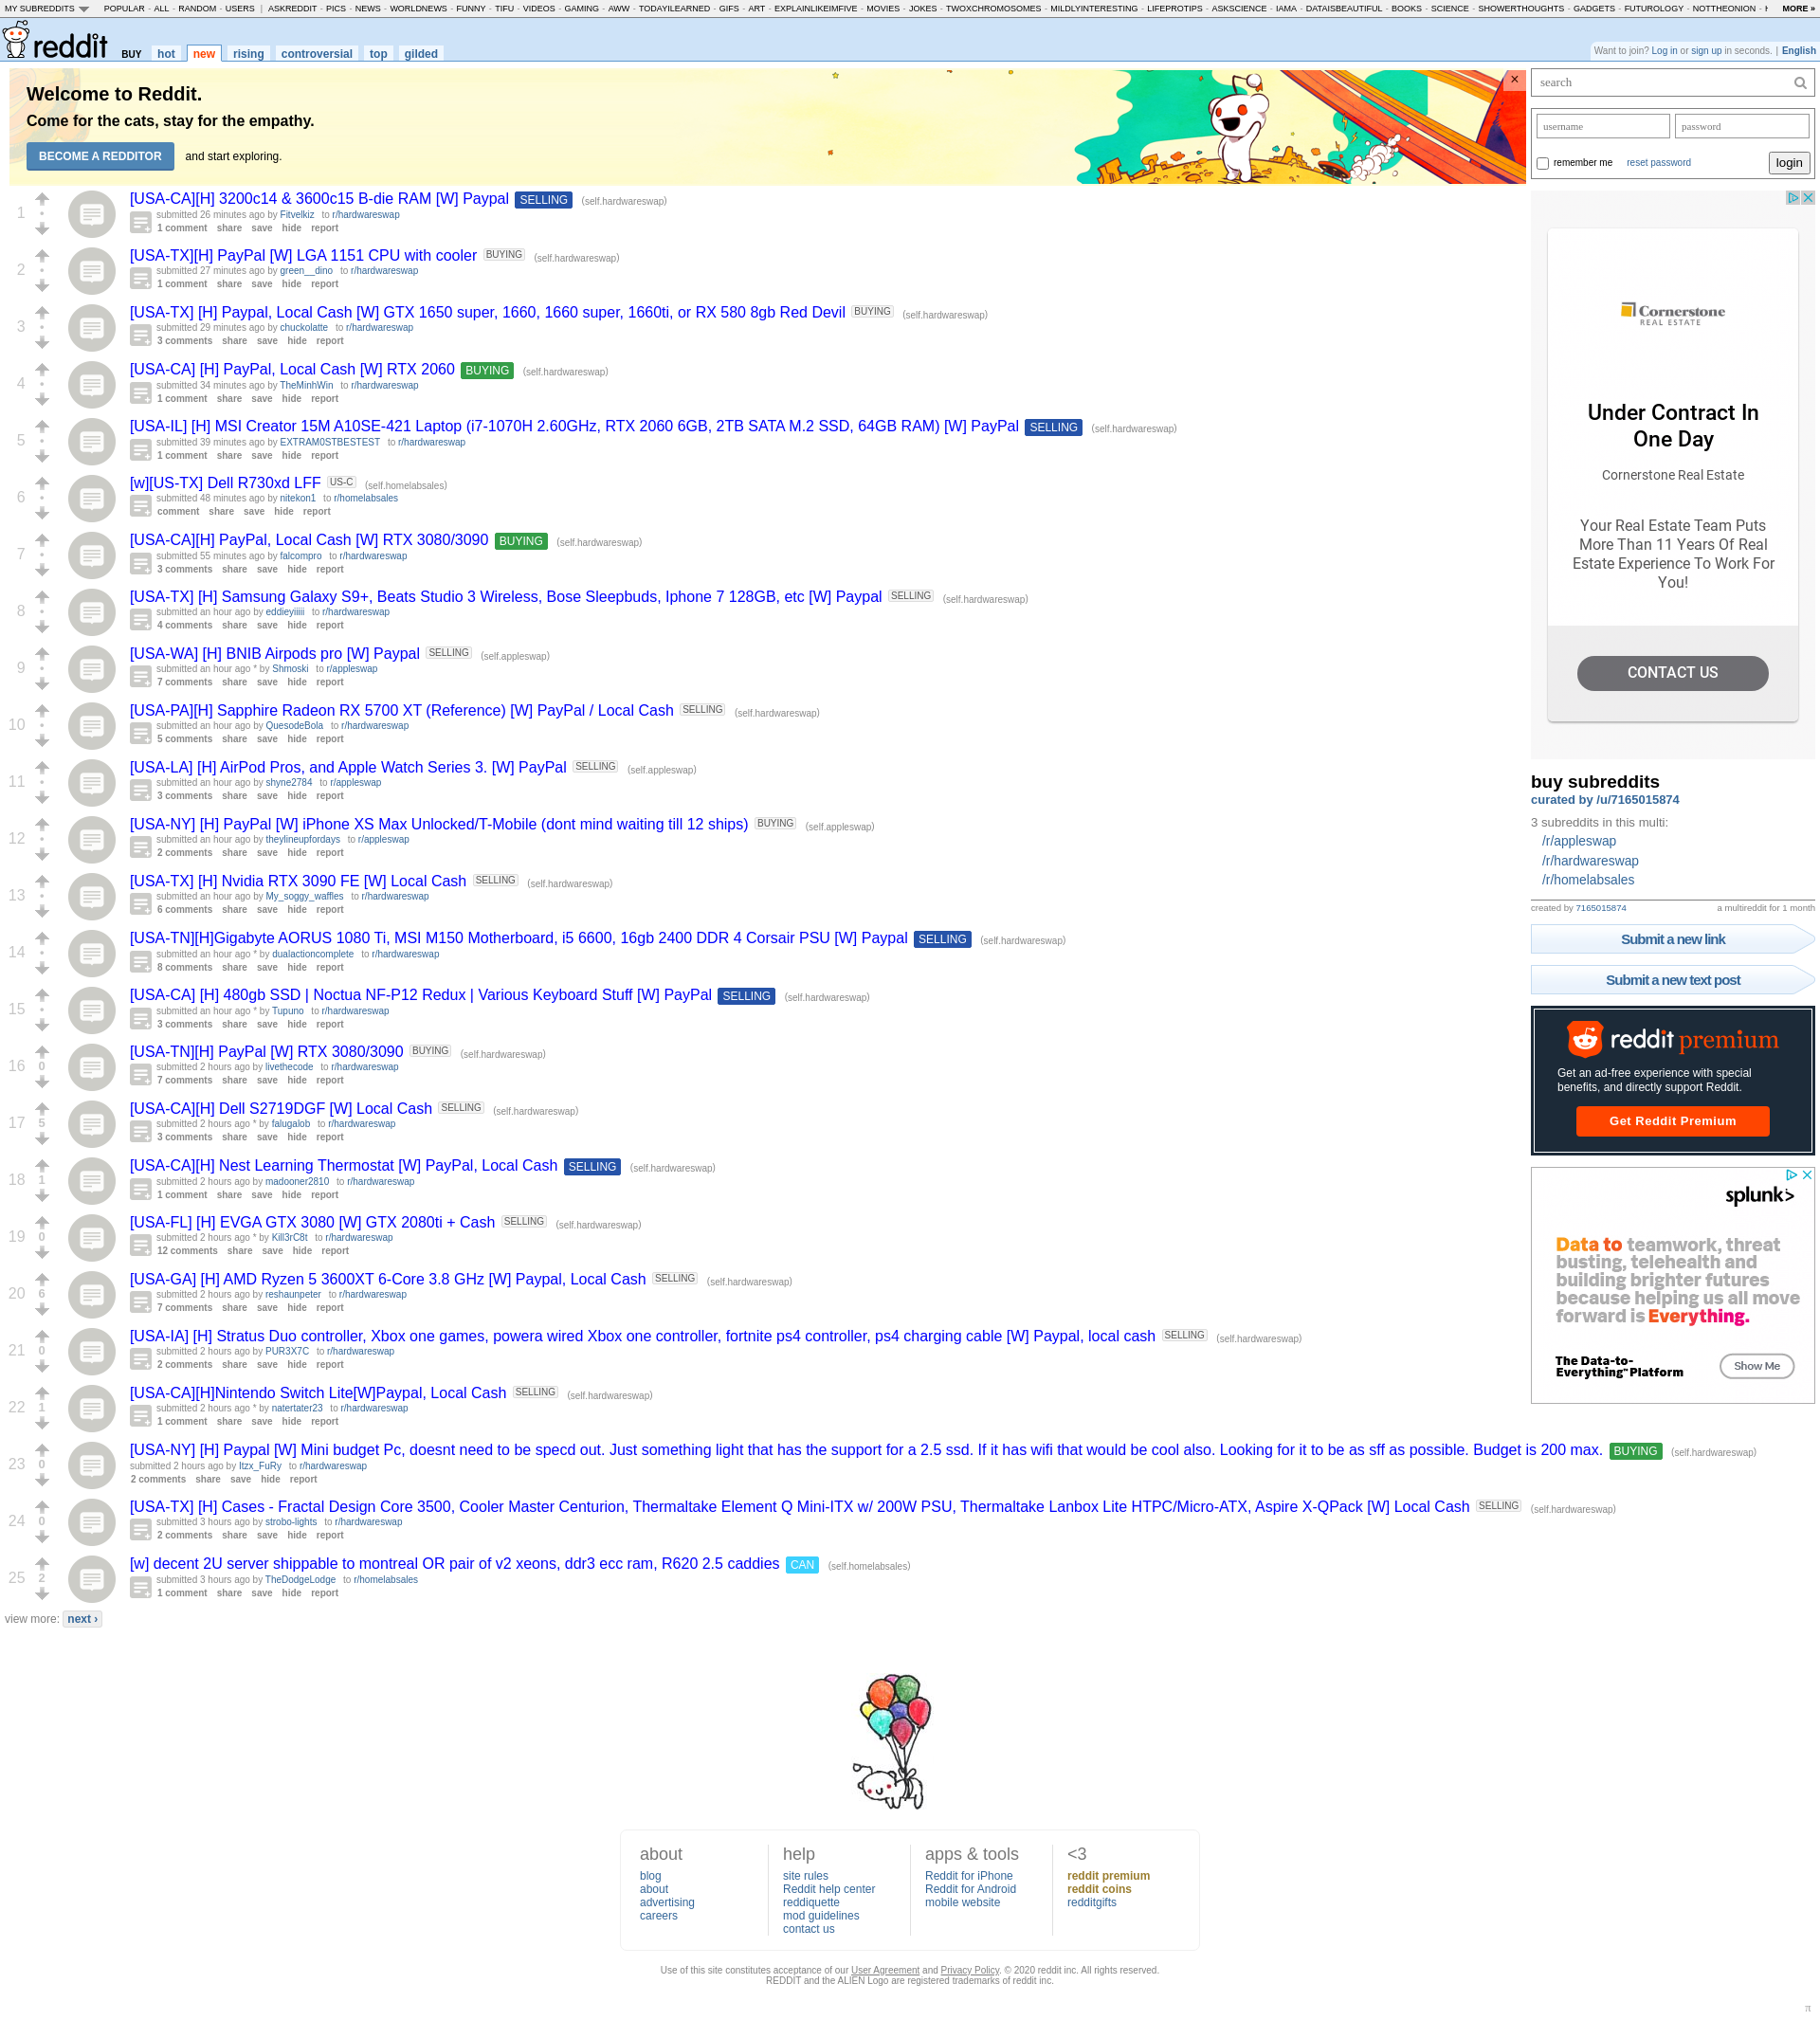 MY SUBREDDITS POPULAR - ALL - RANDOM - USERS | ASKREDDIT - PICS - NEWS - WORLDNEWS - FUNNY - TIFU - VIDEOS - GAMING - AWW - TODAYILEARNED - GIFS - ART - EXPLAINLIKEIMFIVE - MOVIES - JOKES - TWOXCHROMOSOMES - MILDLYINTERESTING - LIFEPROTIPS - ASKSCIENCE - IAMA - DATAISBEAUTIFUL - BOOKS - SCIENCE - SHOWERTHOUGHTS - GADGETS - FUTUROLOGY - NOTTHEONION - MORE »
reddit BUY hot new rising controversial top gilded
Want to join? Log in or sign up in seconds. | English
Welcome to Reddit.
Come for the cats, stay for the empathy.
BECOME A REDDITOR and start exploring.
×
1
[USA-CA][H] 3200c14 & 3600c15 B-die RAM [W] Paypal SELLING (self.hardwareswap)
submitted 26 minutes ago by Fitvelkiz to r/hardwareswap
1 comment share save hide report
2
[USA-TX][H] PayPal [W] LGA 1151 CPU with cooler BUYING (self.hardwareswap)
submitted 27 minutes ago by green__dino to r/hardwareswap
1 comment share save hide report
3
[USA-TX] [H] Paypal, Local Cash [W] GTX 1650 super, 1660, 1660 super, 1660ti, or RX 580 8gb Red Devil BUYING (self.hardwareswap)
submitted 29 minutes ago by chuckolatte to r/hardwareswap
3 comments share save hide report
4
[USA-CA] [H] PayPal, Local Cash [W] RTX 2060 BUYING (self.hardwareswap)
submitted 34 minutes ago by TheMinhWin to r/hardwareswap
1 comment share save hide report
5
[USA-IL] [H] MSI Creator 15M A10SE-421 Laptop (i7-1070H 2.60GHz, RTX 2060 6GB, 2TB SATA M.2 SSD, 64GB RAM) [W] PayPal SELLING (self.hardwareswap)
submitted 39 minutes ago by EXTRAM0STBESTEST to r/hardwareswap
1 comment share save hide report
6
[w][US-TX] Dell R730xd LFF US-C (self.homelabsales)
submitted 48 minutes ago by nitekon1 to r/homelabsales
comment share save hide report
7
[USA-CA][H] PayPal, Local Cash [W] RTX 3080/3090 BUYING (self.hardwareswap)
submitted 55 minutes ago by falcompro to r/hardwareswap
3 comments share save hide report
8
[USA-TX] [H] Samsung Galaxy S9+, Beats Studio 3 Wireless, Bose Sleepbuds, Iphone 7 128GB, etc [W] Paypal SELLING (self.hardwareswap)
submitted an hour ago by eddieyiiiii to r/hardwareswap
4 comments share save hide report
9
[USA-WA] [H] BNIB Airpods pro [W] Paypal SELLING (self.appleswap)
submitted an hour ago * by Shmoski to r/appleswap
7 comments share save hide report
10
[USA-PA][H] Sapphire Radeon RX 5700 XT (Reference) [W] PayPal / Local Cash SELLING (self.hardwareswap)
submitted an hour ago by QuesodeBola to r/hardwareswap
5 comments share save hide report
11
[USA-LA] [H] AirPod Pros, and Apple Watch Series 3. [W] PayPal SELLING (self.appleswap)
submitted an hour ago by shyne2784 to r/appleswap
3 comments share save hide report
12
[USA-NY] [H] PayPal [W] iPhone XS Max Unlocked/T-Mobile (dont mind waiting till 12 ships) BUYING (self.appleswap)
submitted an hour ago by theylineupfordays to r/appleswap
2 comments share save hide report
13
[USA-TX] [H] Nvidia RTX 3090 FE [W] Local Cash SELLING (self.hardwareswap)
submitted an hour ago by My_soggy_waffles to r/hardwareswap
6 comments share save hide report
14
[USA-TN][H]Gigabyte AORUS 1080 Ti, MSI M150 Motherboard, i5 6600, 16gb 2400 DDR 4 Corsair PSU [W] Paypal SELLING (self.hardwareswap)
submitted an hour ago * by dualactioncomplete to r/hardwareswap
8 comments share save hide report
15
[USA-CA] [H] 480gb SSD | Noctua NF-P12 Redux | Various Keyboard Stuff [W] PayPal SELLING (self.hardwareswap)
submitted an hour ago * by Tupuno to r/hardwareswap
3 comments share save hide report
16 0
[USA-TN][H] PayPal [W] RTX 3080/3090 BUYING (self.hardwareswap)
submitted 2 hours ago by livethecode to r/hardwareswap
7 comments share save hide report
17 5
[USA-CA][H] Dell S2719DGF [W] Local Cash SELLING (self.hardwareswap)
submitted 2 hours ago * by falugalob to r/hardwareswap
3 comments share save hide report
18 1
[USA-CA][H] Nest Learning Thermostat [W] PayPal, Local Cash SELLING (self.hardwareswap)
submitted 2 hours ago by madooner2810 to r/hardwareswap
1 comment share save hide report
19 0
[USA-FL] [H] EVGA GTX 3080 [W] GTX 2080ti + Cash SELLING (self.hardwareswap)
submitted 2 hours ago * by Kill3rC8t to r/hardwareswap
12 comments share save hide report
20 6
[USA-GA] [H] AMD Ryzen 5 3600XT 6-Core 3.8 GHz [W] Paypal, Local Cash SELLING (self.hardwareswap)
submitted 2 hours ago by reshaunpeter to r/hardwareswap
7 comments share save hide report
21 0
[USA-IA] [H] Stratus Duo controller, Xbox one games, powera wired Xbox one controller, fortnite ps4 controller, ps4 charging cable [W] Paypal, local cash SELLING (self.hardwareswap)
submitted 2 hours ago by PUR3X7C to r/hardwareswap
2 comments share save hide report
22 1
[USA-CA][H]Nintendo Switch Lite[W]Paypal, Local Cash SELLING (self.hardwareswap)
submitted 2 hours ago * by natertater23 to r/hardwareswap
1 comment share save hide report
23 0
[USA-NY] [H] Paypal [W] Mini budget Pc, doesnt need to be specd out. Just something light that has the support for a 2.5 ssd. If it has wifi that would be cool also. Looking for it to be as sff as possible. Budget is 200 max. BUYING (self.hardwareswap)
submitted 2 hours ago by Itzx_FuRy to r/hardwareswap
2 comments share save hide report
24 0
[USA-TX] [H] Cases - Fractal Design Core 3500, Cooler Master Centurion, Thermaltake Element Q Mini-ITX w/ 200W PSU, Thermaltake Lanbox Lite HTPC/Micro-ATX, Aspire X-QPack [W] Local Cash SELLING (self.hardwareswap)
submitted 3 hours ago by strobo-lights to r/hardwareswap
2 comments share save hide report
25 2
[w] decent 2U server shippable to montreal OR pair of v2 xeons, ddr3 ecc ram, R620 2.5 caddies CAN (self.homelabsales)
submitted 3 hours ago by TheDodgeLodge to r/homelabsales
1 comment share save hide report
view more: next ›
search
username password
remember me reset password login
Cornerstone
REAL ESTATE
Under Contract In
One Day
Cornerstone Real Estate
Your Real Estate Team Puts
More Than 11 Years Of Real
Estate Experience To Work For
You!
CONTACT US
buy subreddits
curated by /u/7165015874
3 subreddits in this multi:
/r/appleswap
/r/hardwareswap
/r/homelabsales
created by 7165015874 a multireddit for 1 month
Submit a new link
Submit a new text post
reddit premium
Get an ad-free experience with special
benefits, and directly support Reddit.
Get Reddit Premium
splunk>
Data to teamwork, threat
busting, telehealth and
building brighter futures
because helping us all move
forward is Everything.
The Data-to-
Everything™ Platform
Show Me
about
blog
about
advertising
careers
help
site rules
Reddit help center
reddiquette
mod guidelines
contact us
apps & tools
Reddit for iPhone
Reddit for Android
mobile website
<3
reddit premium
reddit coins
redditgifts
Use of this site constitutes acceptance of our User Agreement and Privacy Policy. © 2020 reddit inc. All rights reserved.
REDDIT and the ALIEN Logo are registered trademarks of reddit inc.
π